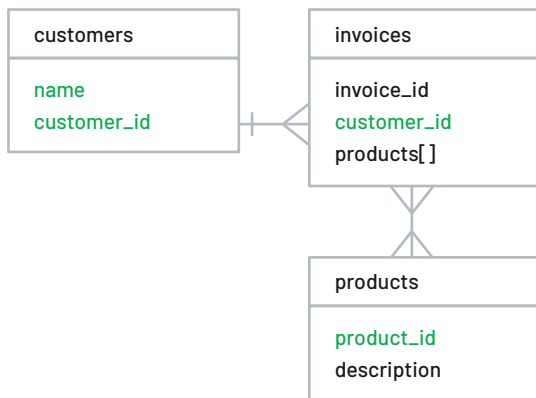 customers
name
customer_id
invoices
invoice_id
customer_id
products[]
products
product_id
description